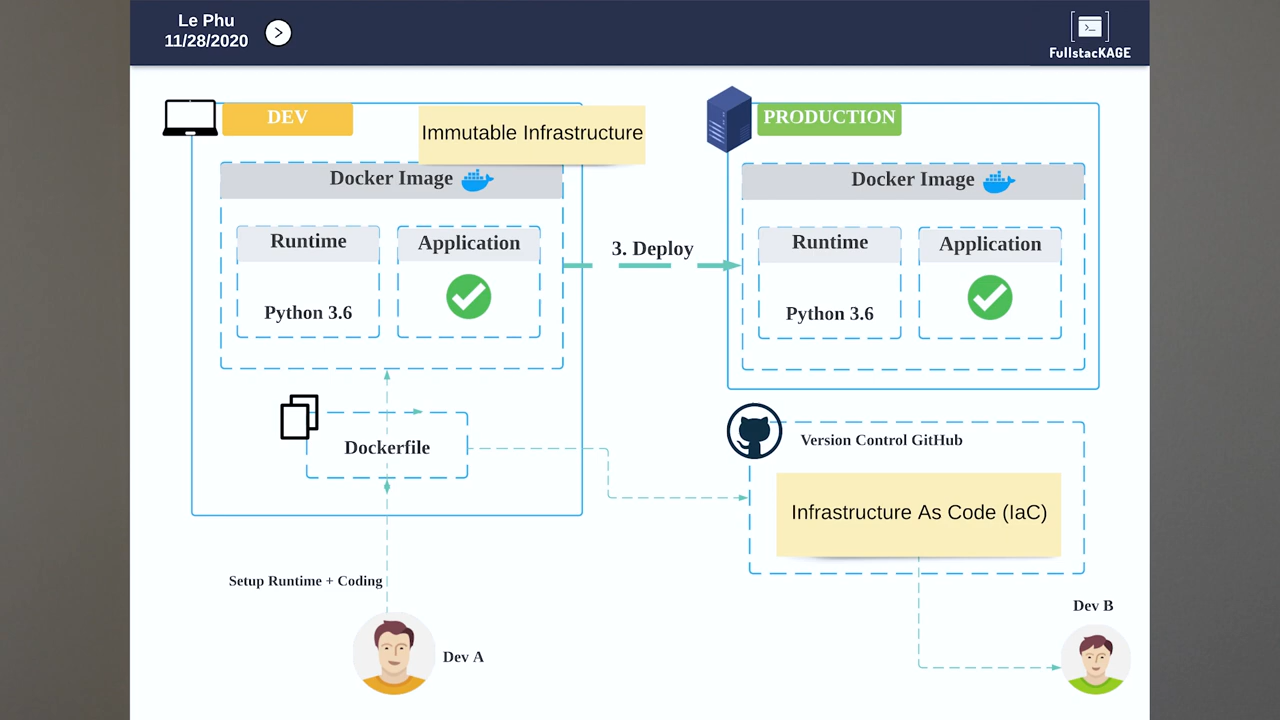 Le Phu
11/28/2020
FullstacKAGE
DEV
Immutable Infrastructure
PRODUCTION
Docker Image
Docker Image
Runtime
Application
Runtime
Application
3. Deploy
Python 3.6
Python 3.6
Dockerfile
Version Control GitHub
Infrastructure As Code (IaC)
Setup Runtime + Coding
Dev B
Dev A